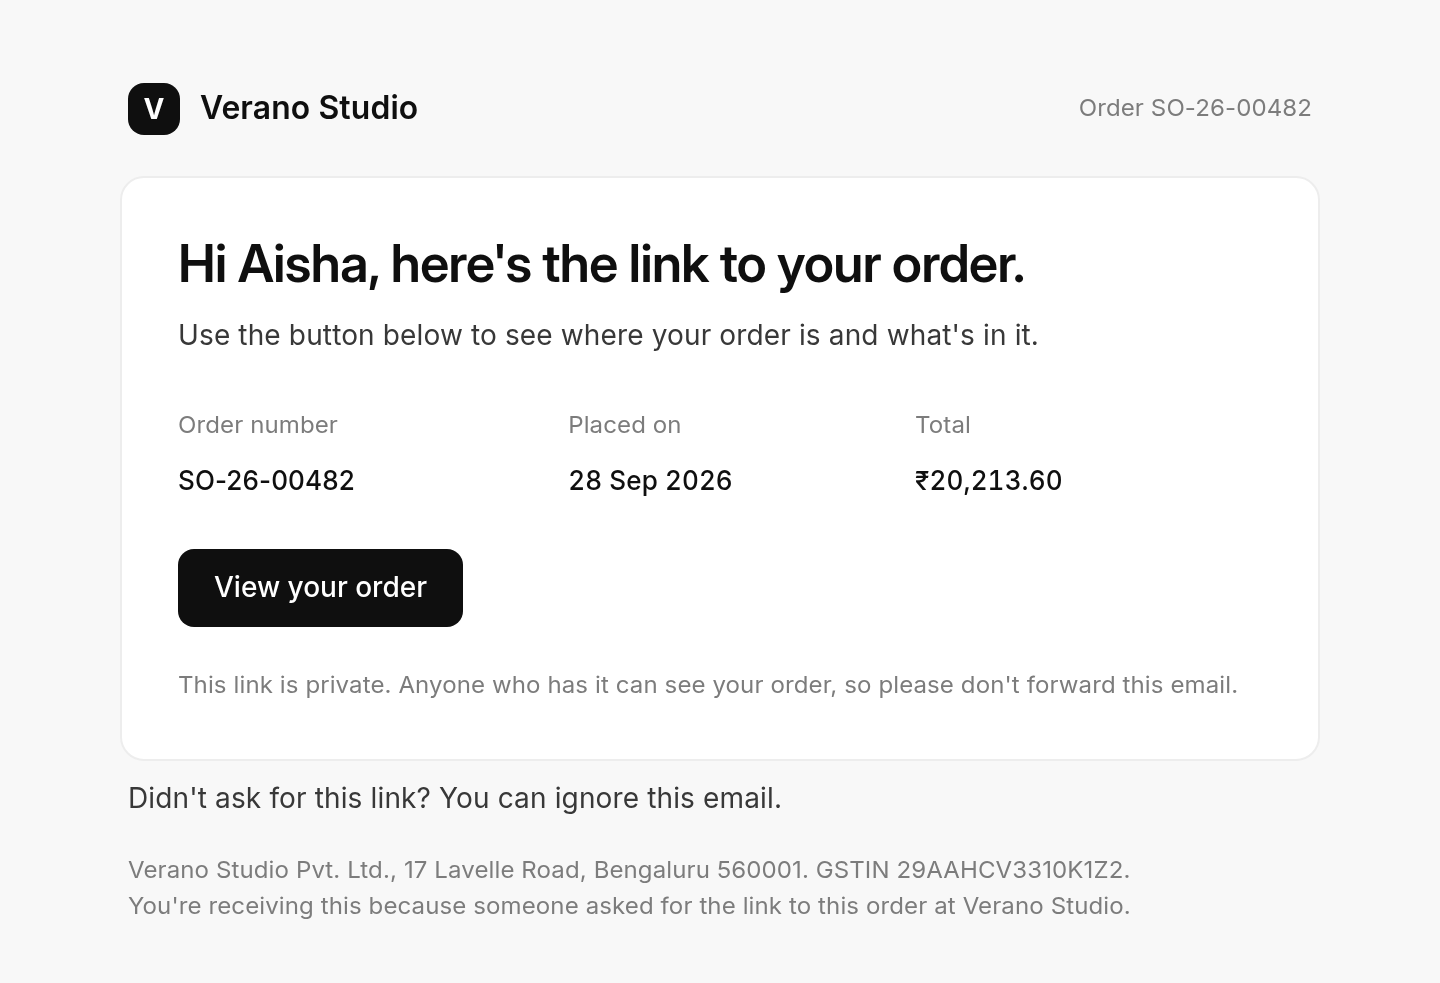 V Verano Studio
Order SO-26-00482
Hi Aisha, here's the link to your order.
Use the button below to see where your order is and what's in it.
Order number Placed on Total
SO-26-00482 28 Sep 2026 ₹20,213.60
View your order
This link is private. Anyone who has it can see your order, so please don't forward this email.
Didn't ask for this link? You can ignore this email.
Verano Studio Pvt. Ltd., 17 Lavelle Road, Bengaluru 560001. GSTIN 29AAHCV3310K1Z2.
You're receiving this because someone asked for the link to this order at Verano Studio.